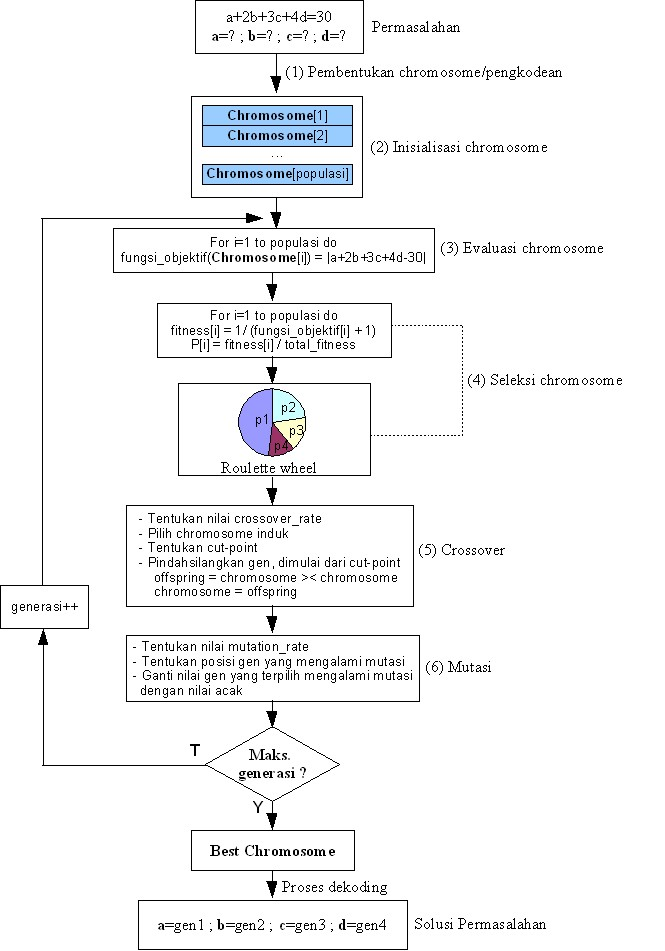 a+2b+3c+4d=30
a=? ; b=? ; c=? ; d=?
Permasalahan
(1) Pembentukan chromosome/pengkodean
Chromosome[1]
Chromosome[2]
...
Chromosome[populasi]
(2) Inisialisasi chromosome
For i=1 to populasi do
fungsi_objektif(Chromosome[i]) = |a+2b+3c+4d-30|
(3) Evaluasi chromosome
For i=1 to populasi do
fitness[i] = 1/ (fungsi_objektif[i] + 1)
P[i] = fitness[i] / total_fitness
(4) Seleksi chromosome
p1
p2
p3
p4
Roulette wheel
- Tentukan nilai crossover_rate
- Pilih chromosome induk
- Tentukan cut-point
- Pindahsilangkan gen, dimulai dari cut-point
offspring = chromosome >< chromosome
chromosome = offspring
(5) Crossover
generasi++
- Tentukan nilai mutation_rate
- Tentukan posisi gen yang mengalami mutasi
- Ganti nilai gen yang terpilih mengalami mutasi
dengan nilai acak
(6) Mutasi
T
Maks.
generasi ?
Y
Best Chromosome
Proses dekoding
a=gen1 ; b=gen2 ; c=gen3 ; d=gen4
Solusi Permasalahan